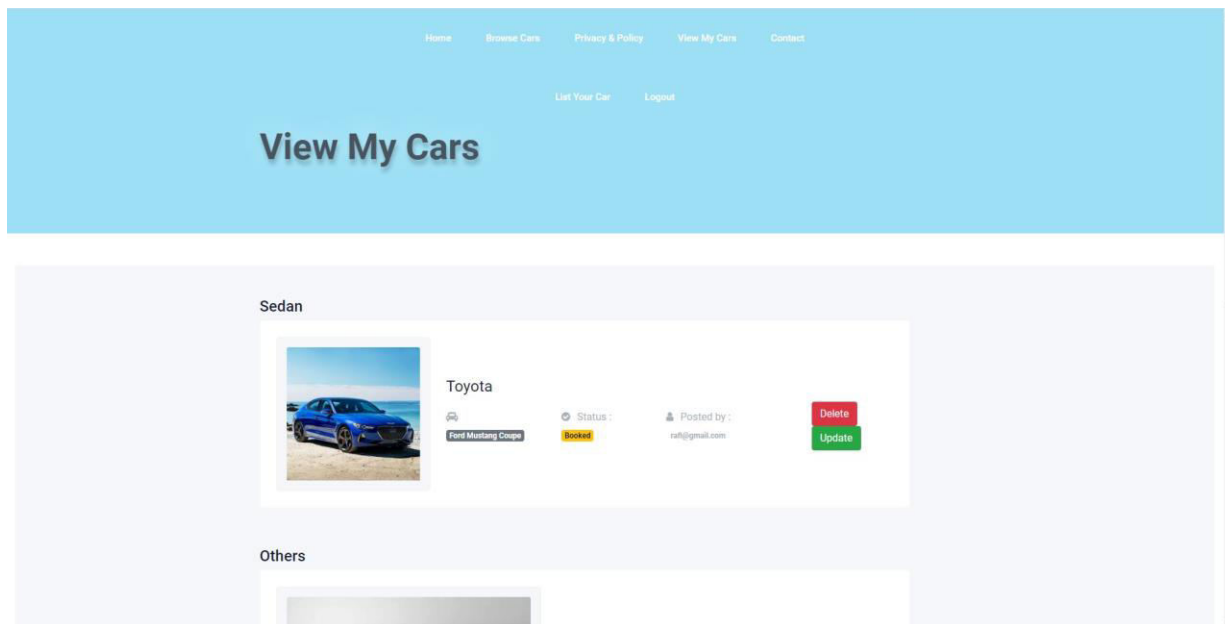 Home Browse Cars Privacy & Policy View My Cars Contact
List Your Car Logout
View My Cars
Sedan
Toyota
Status : Posted by : Delete
Ford Mustang Coupe Booked rafi@gmail.com Update
Others